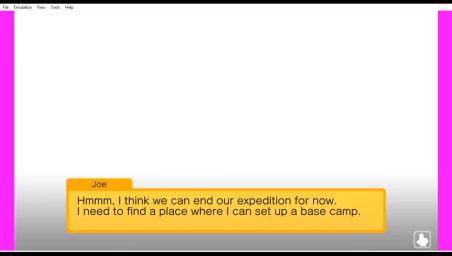 File Emulation View Tools Help
Joe
Hmmm, I think we can end our expedition for now.
I need to find a place where I can set up a base camp.